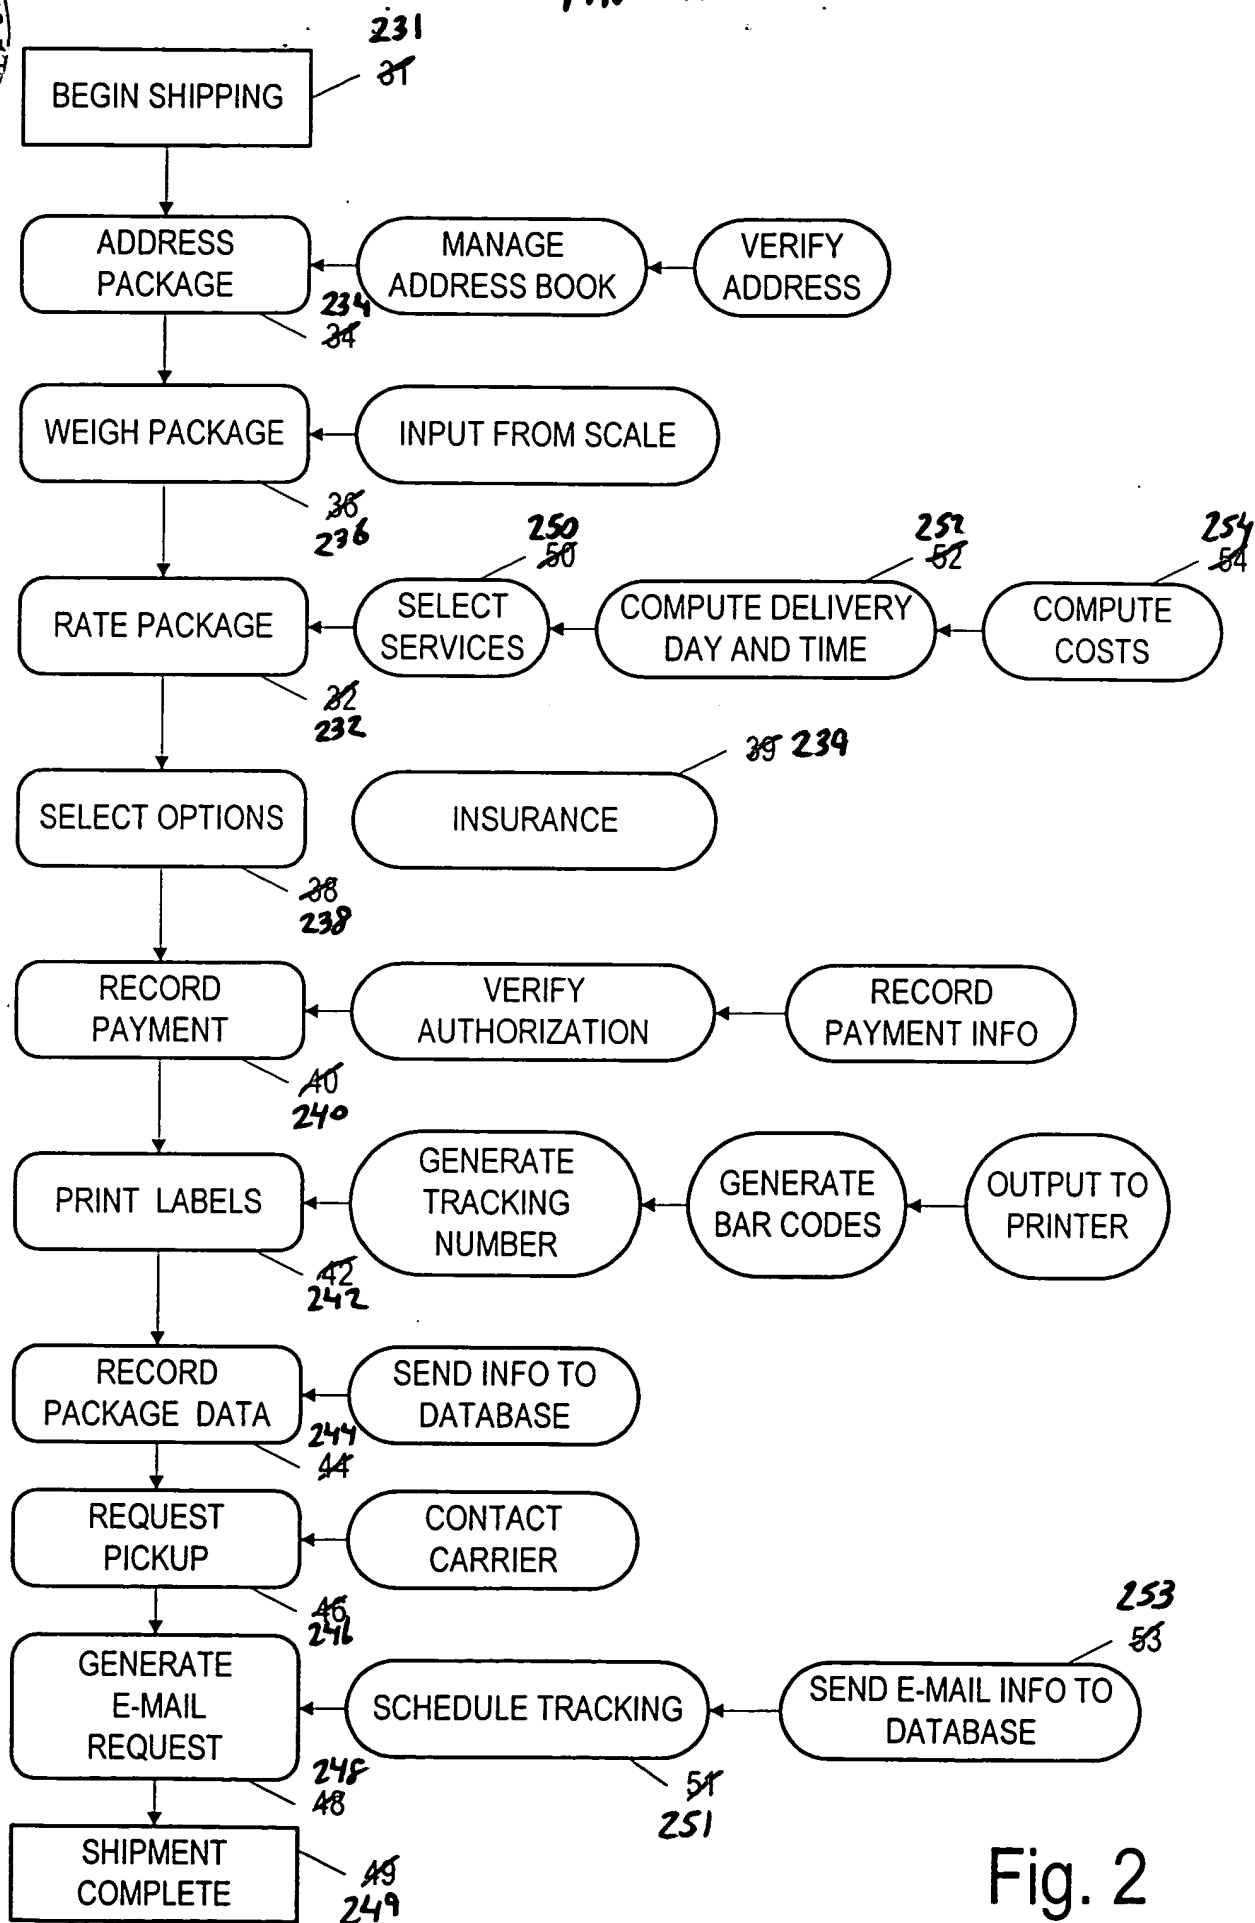 231
31
BEGIN SHIPPING
ADDRESS
PACKAGE
MANAGE
ADDRESS BOOK
VERIFY
ADDRESS
234
34
WEIGH PACKAGE
INPUT FROM SCALE
36
236
250
50
252
52
254
54
RATE PACKAGE
SELECT
SERVICES
COMPUTE DELIVERY
DAY AND TIME
COMPUTE
COSTS
32
232
39 239
SELECT OPTIONS
INSURANCE
38
238
RECORD
PAYMENT
VERIFY
AUTHORIZATION
RECORD
PAYMENT INFO
40
240
PRINT LABELS
GENERATE
TRACKING
NUMBER
GENERATE
BAR CODES
OUTPUT TO
PRINTER
42
242
RECORD
PACKAGE DATA
SEND INFO TO
DATABASE
244
44
REQUEST
PICKUP
CONTACT
CARRIER
46
246
253
53
GENERATE
E-MAIL
REQUEST
SCHEDULE TRACKING
SEND E-MAIL INFO TO
DATABASE
248
48
51
251
SHIPMENT
COMPLETE
49
249
Fig. 2